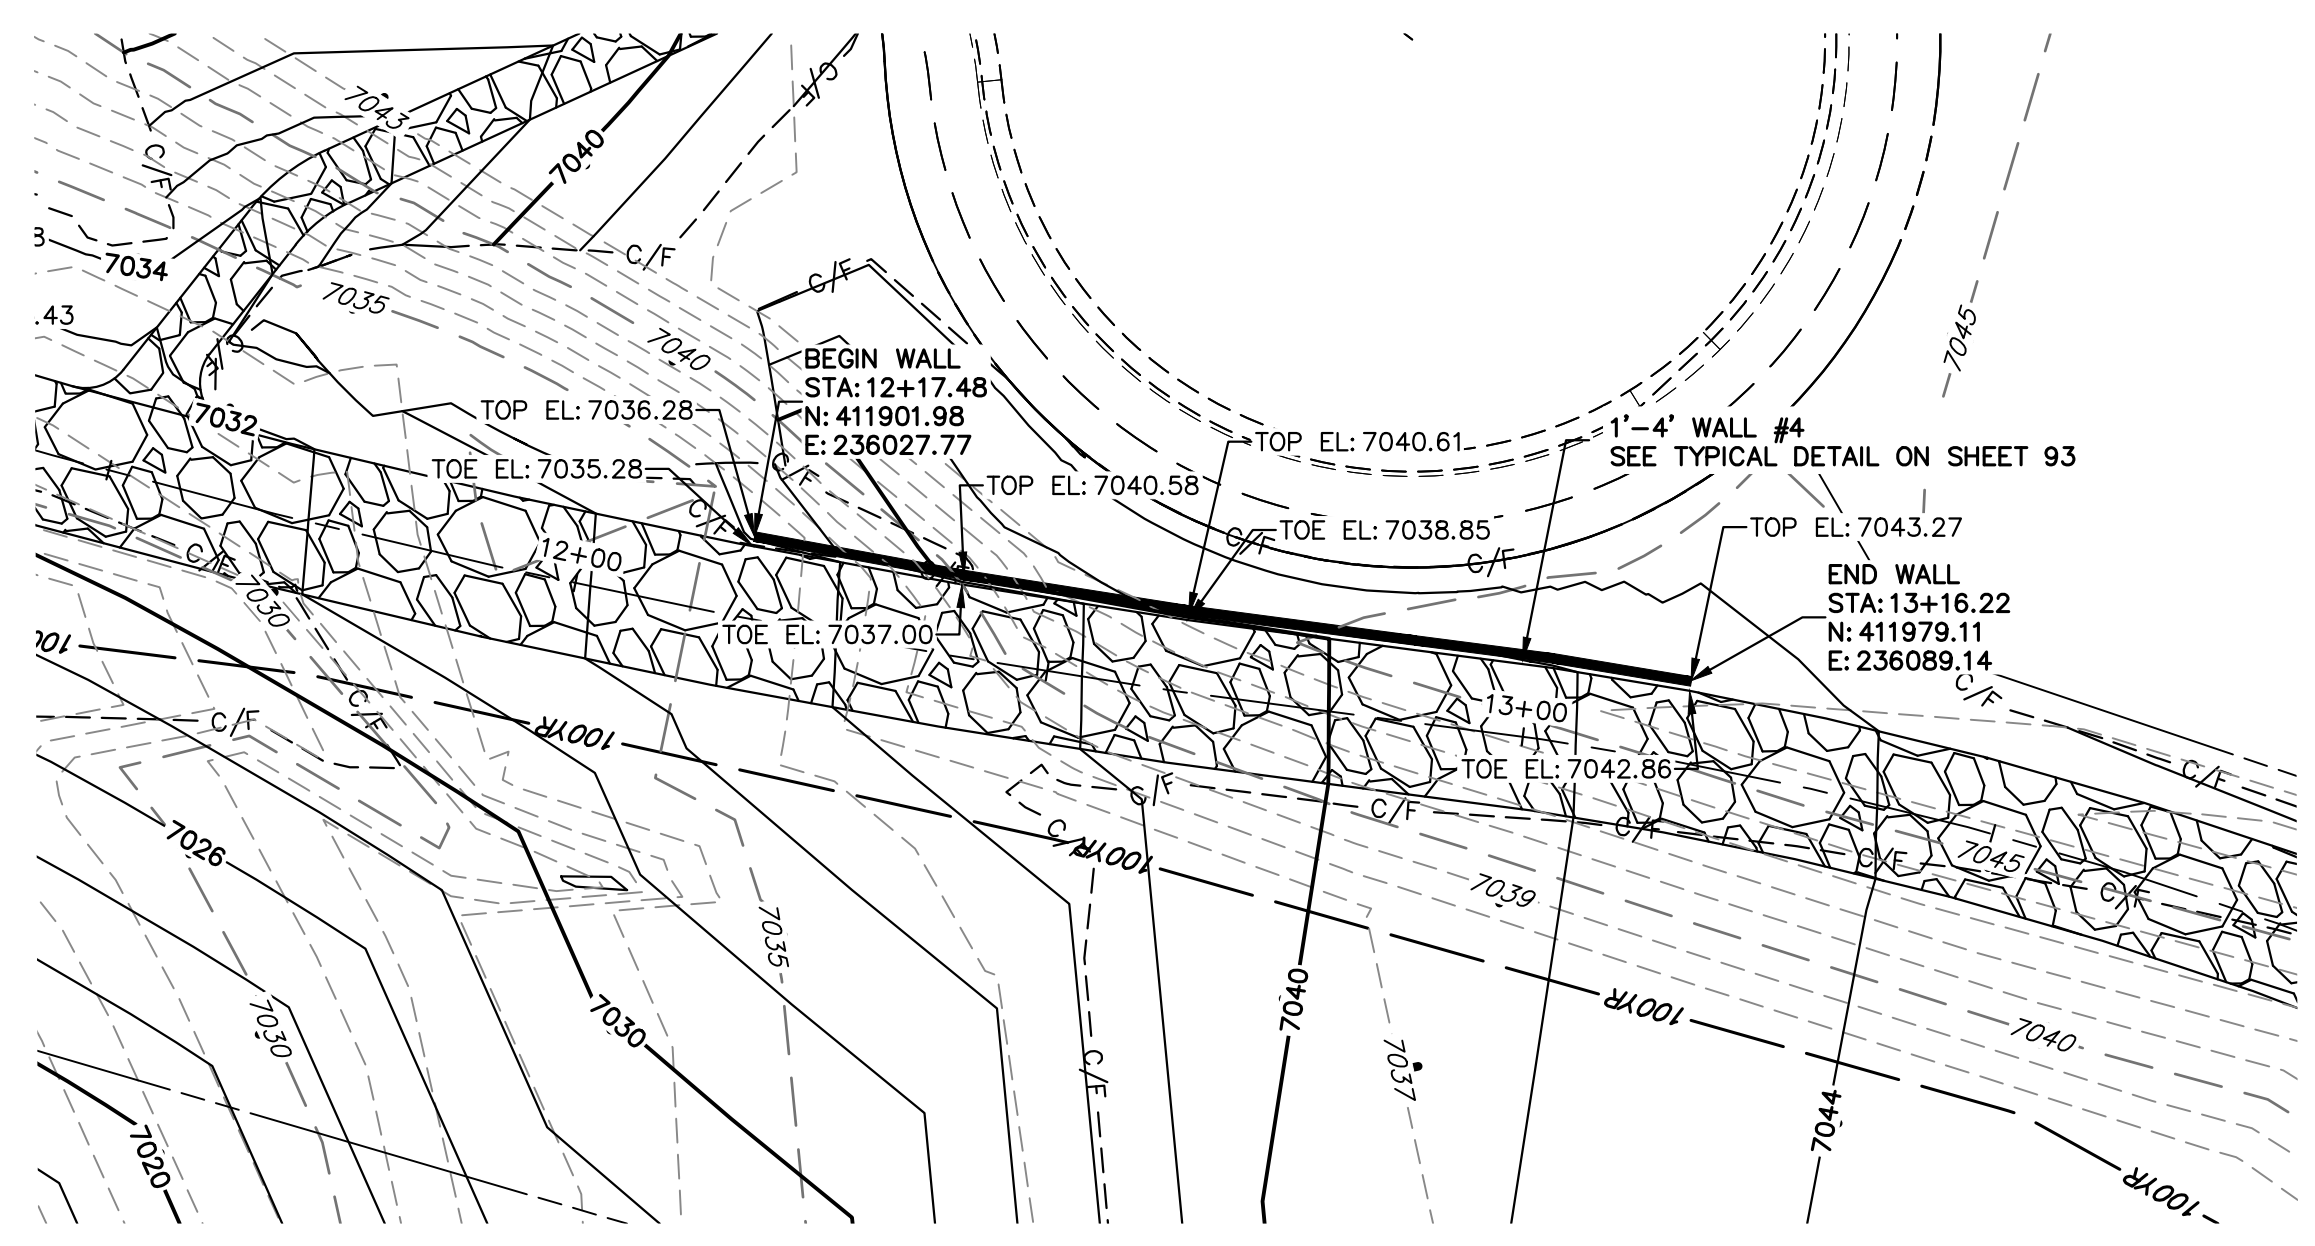 7043
C/F
C/F
7040
C/F
8
7034
C/F
C/F
.43
7035
7040
7045
BEGIN WALL
STA: 12+17.48
N: 411901.98
E: 236027.77
TOP EL: 7036.28
7032
TOE EL: 7035.28
C/F
C/F
TOP EL: 7040.61
1'-4' WALL #4
SEE TYPICAL DETAIL ON SHEET 93
TOP EL: 7040.58
TOE EL: 7038.85
C/F
C/F
TOP EL: 7043.27
12+00
C/F
7030
END WALL
STA: 13+16.22
N: 411979.11
E: 236089.14
TOE EL: 7037.00
100
C/F
C/F
100YR
13+00
C/F
TOE EL: 7042.86
C/F
C/F
C/F
C/F
C/F
100YR
7026
7045
C/F
C/F
7039
7035
7040
100YR
7030
7030
7040
C/F
7037
7044
7020
100YR